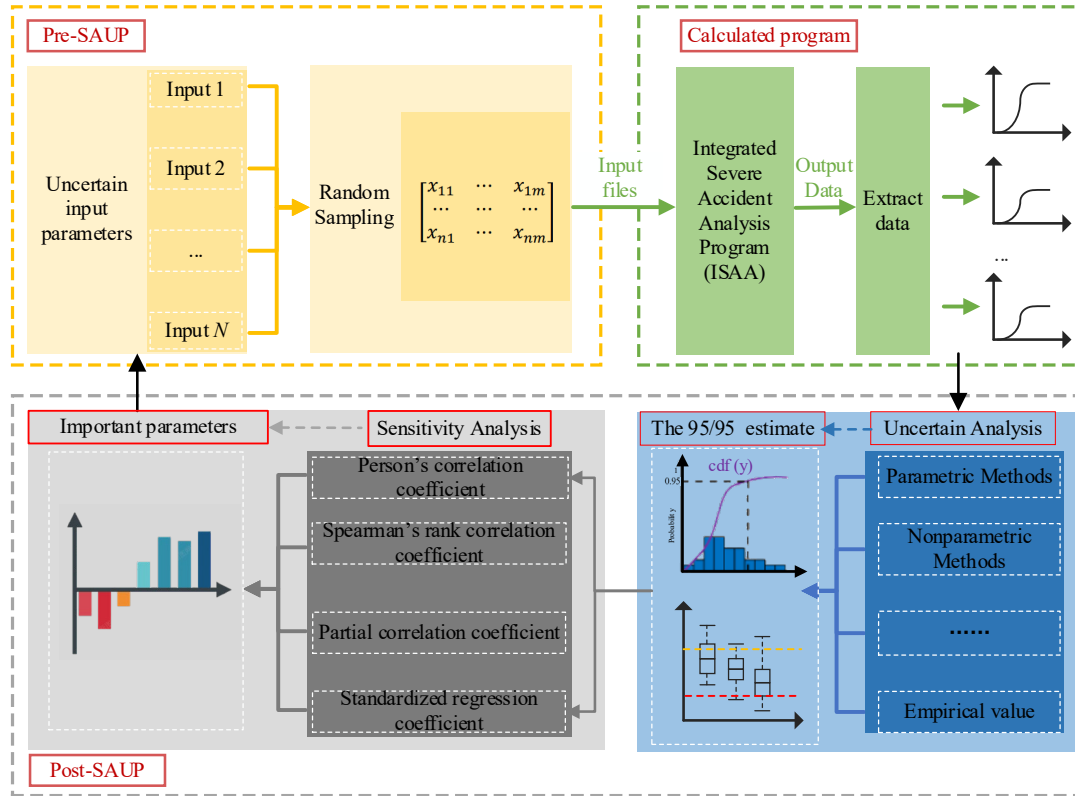 Pre-SAUP
Uncertain
input
parameters
Input 1
Input 2
...
Input N
Random
Sampling
x11 ... x1m
... ... ...
xn1 ... xnm
Input
files
Calculated program
Integrated
Severe
Accident
Analysis
Program
(ISAA)
Output
Data
Extract
data
...
Important parameters
Sensitivity Analysis
Person's correlation
coefficient
Spearman's rank correlation
coefficient
Partial correlation coefficient
Standardized regression
coefficient
The 95/95 estimate
Uncertain Analysis
cdf (y)
1
0.95
Probability
Parametric Methods
Nonparametric
Methods
......
Empirical value
Post-SAUP